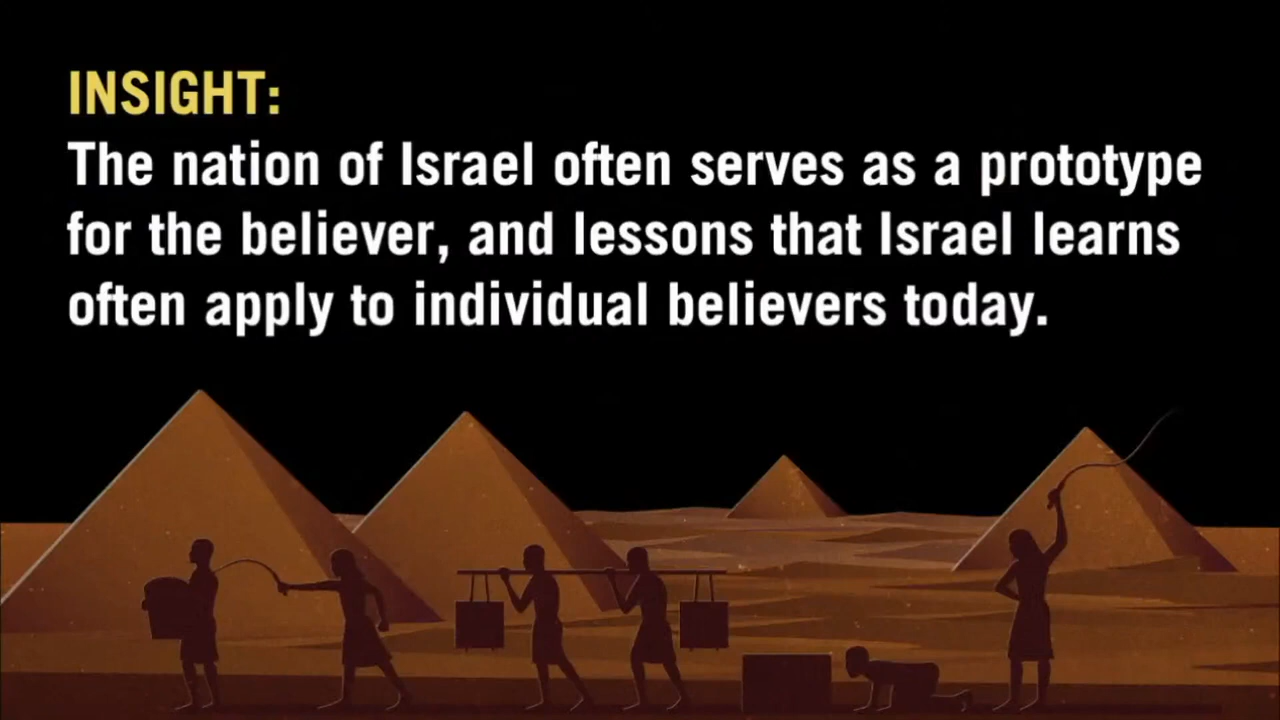 INSIGHT:
The nation of Israel often serves as a prototype
for the believer, and lessons that Israel learns
often apply to individual believers today.